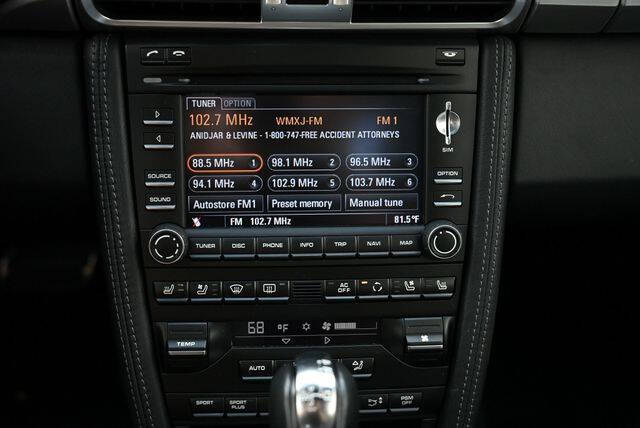 TUNER OPTION
102.7 MHz WMXJ-FM FM 1
ANIDJAR & LEVINE - 1-800-747-FREE ACCIDENT ATTORNEYS
SIM
88.5 MHz 1 98.1 MHz 2 96.5 MHz 3
94.1 MHz 4 102.9 MHz 5 103.7 MHz 6
SOURCE OPTION
Autostore FM1 Preset memory Manual tune
SOUND
FM 102.7 MHz 81.5°F
TUNER DISC PHONE INFO TRIP NAVI MAP
AC OFF
68 °F
TEMP
AUTO
SPORT SPORT PLUS PSM OFF